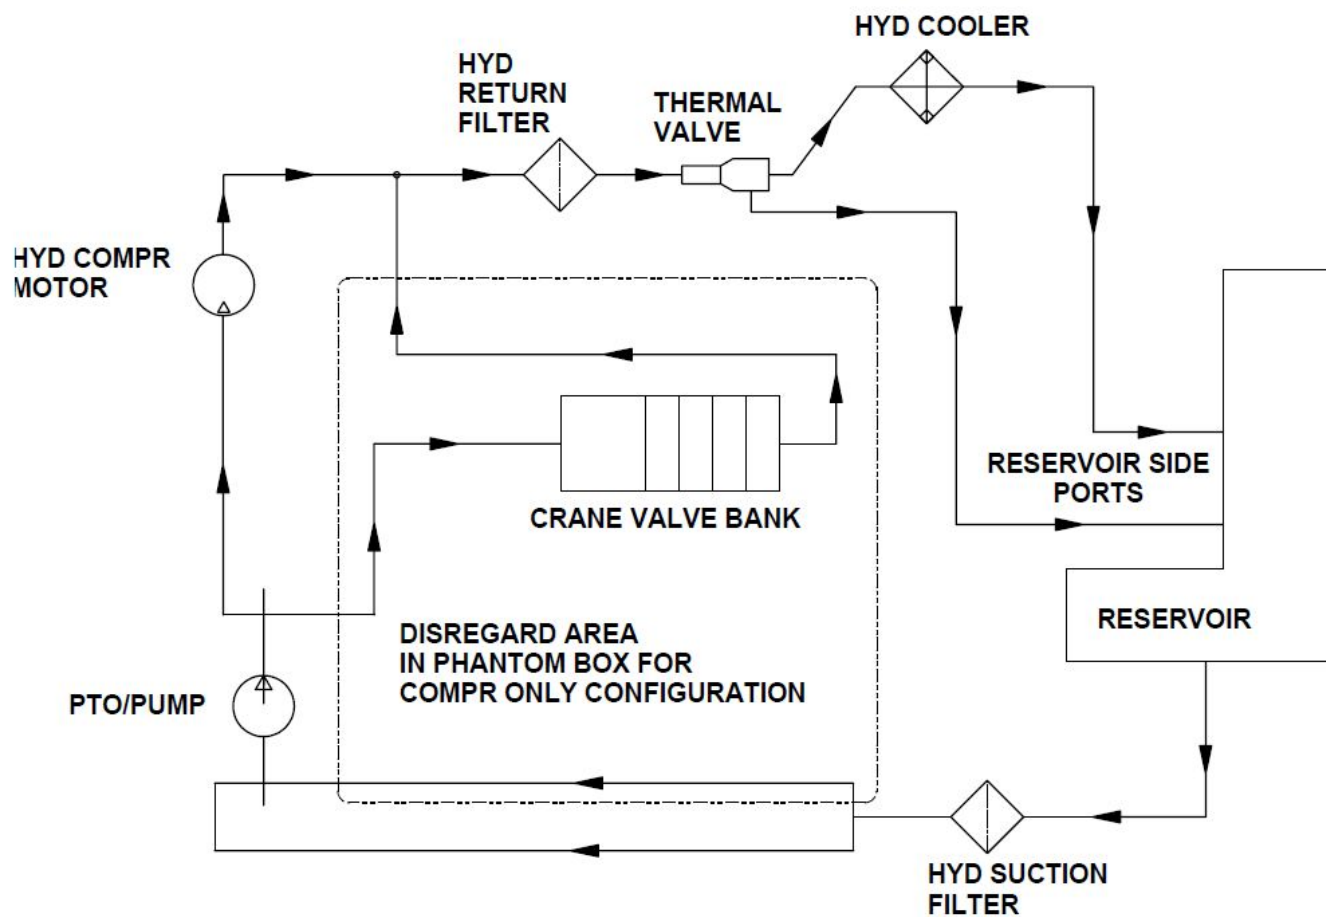 HYD COOLER
HYD
RETURN
FILTER
THERMAL
VALVE
HYD COMPR
MOTOR
CRANE VALVE BANK
RESERVOIR SIDE
PORTS
RESERVOIR
DISREGARD AREA
IN PHANTOM BOX FOR
COMPR ONLY CONFIGURATION
PTO/PUMP
HYD SUCTION
FILTER